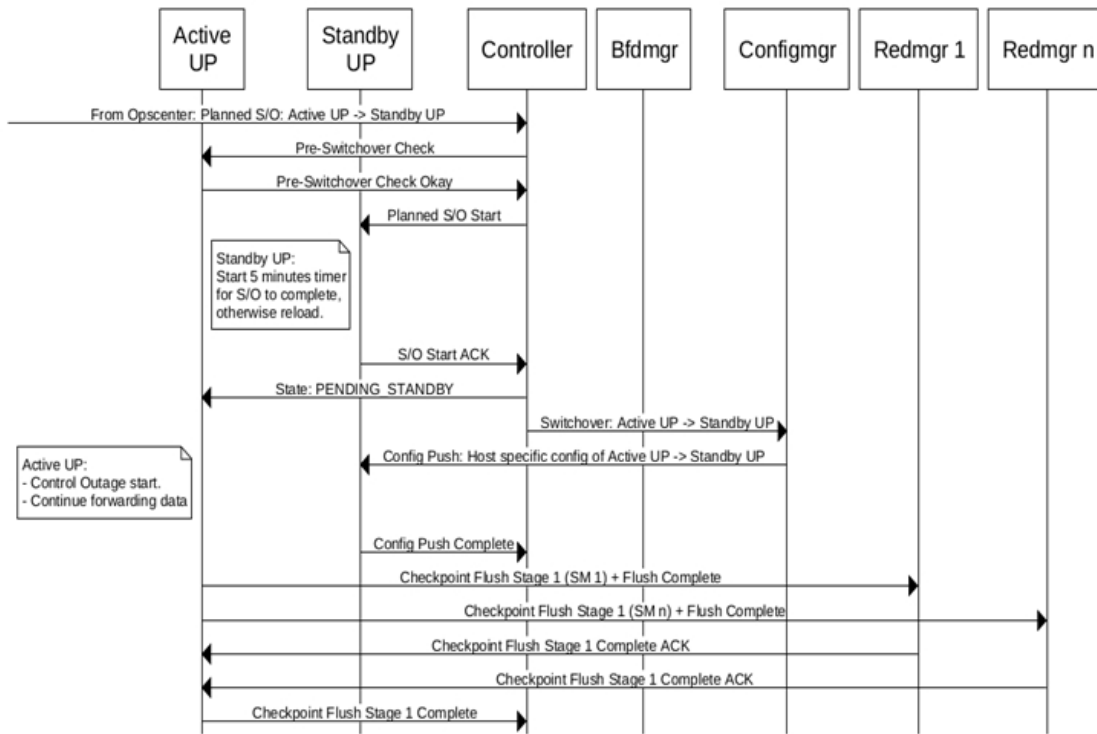 Active
UP
Standby
UP
Controller
Bfdmgr
Configmgr
Redmgr 1
Redmgr n
From Opscenter: Planned S/O: Active UP -> Standby UP
Pre-Switchover Check
Pre-Switchover Check Okay
Planned S/O Start
Standby UP:
Start 5 minutes timer
for S/O to complete,
otherwise reload.
S/O Start ACK
State: PENDING_STANDBY
Switchover: Active UP -> Standby UP
Config Push: Host specific config of Active UP -> Standby UP
Active UP:
- Control Outage start.
- Continue forwarding data
Config Push Complete
Checkpoint Flush Stage 1 (SM 1) + Flush Complete
Checkpoint Flush Stage 1 (SM n) + Flush Complete
Checkpoint Flush Stage 1 Complete ACK
Checkpoint Flush Stage 1 Complete ACK
Checkpoint Flush Stage 1 Complete